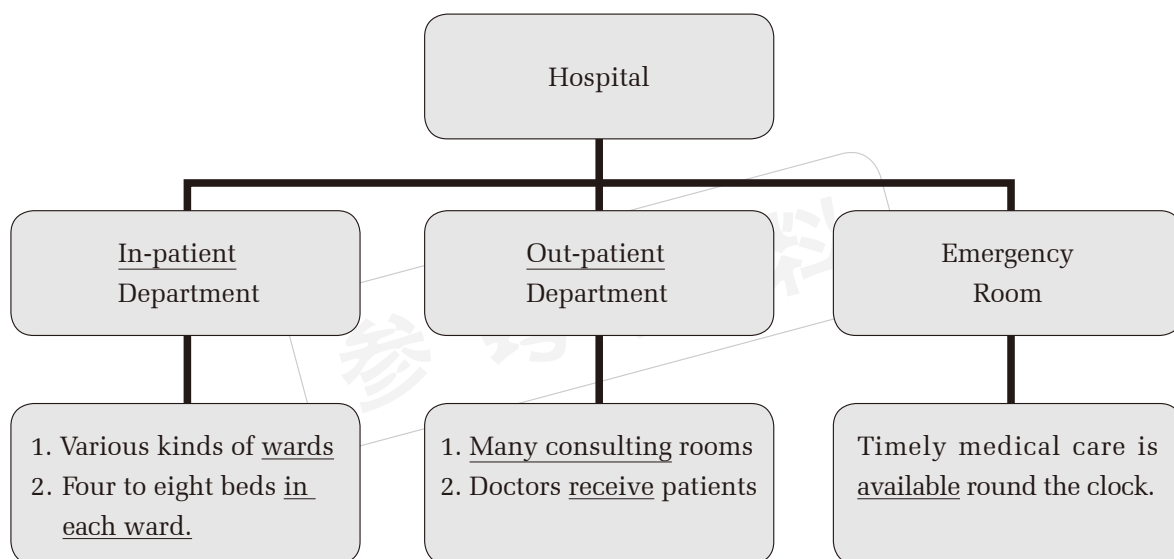 Hospital
In-patient
Department
Out-patient
Department
Emergency
Room
1. Various kinds of wards
2. Four to eight beds in
each ward.
1. Many consulting rooms
2. Doctors receive patients
Timely medical care is
available round the clock.
参
料